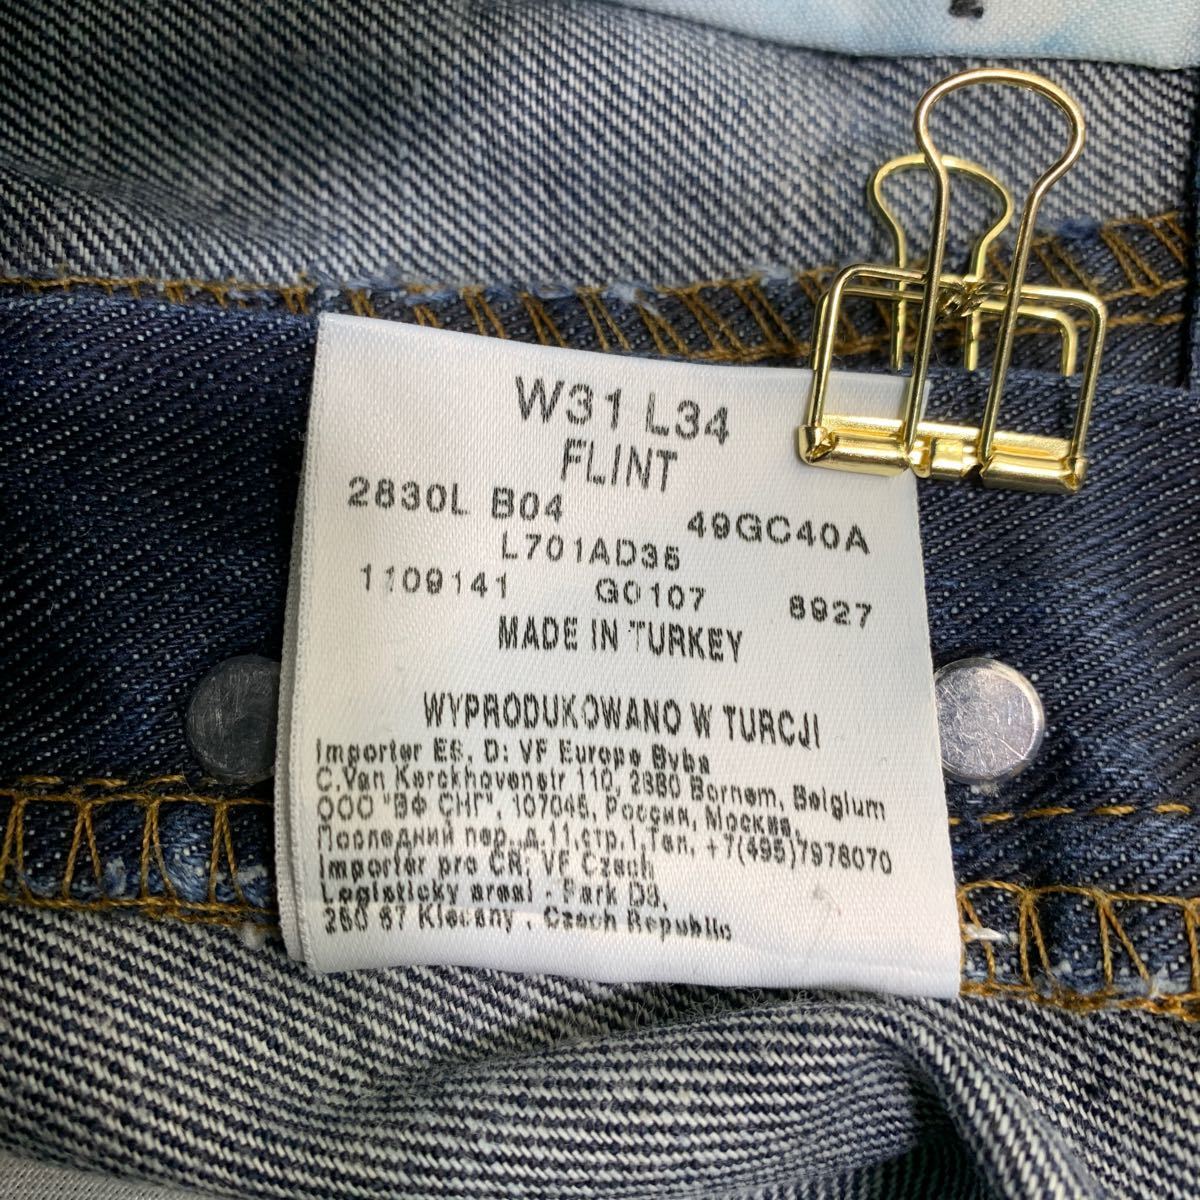 W31 L34
FLINT
2830L B04 49GC40A
L701AD35
1109141 G0107 8927
MADE IN TURKEY
WYPRODUKOWANO W TURCJI
Importer ES, D: VF Europe Bvba
C.Van Kerckhovenstr 110, 2880 Bornem, Belgium
ООО "ВФ СНГ", 107045, Россия, Москва,
Последний пер. д.11,стр.1,Тел. +7(495)7978070
Importer pro CR: VF Czech
Logisticky areal - Park D8,
250 67 Klecany , Czech Republic